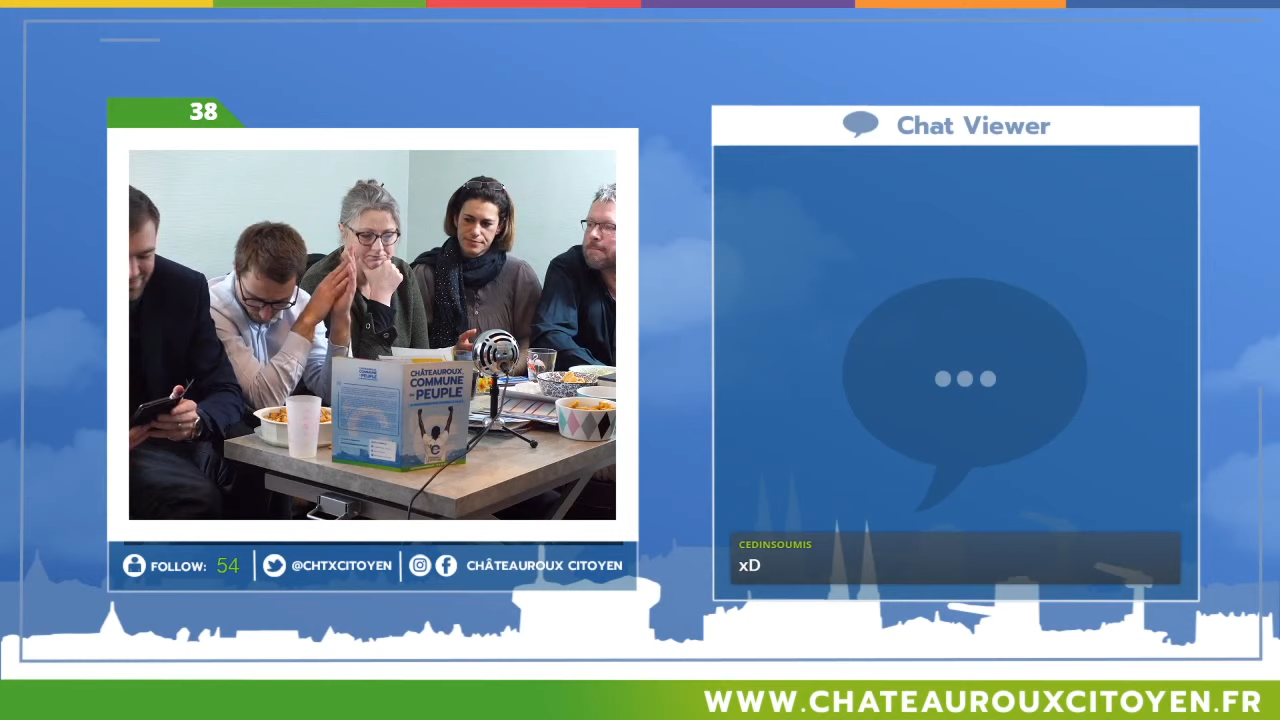 38
Chat Viewer
CHÂTEAUROUX,
COMMUNE
PEUPLE
FOLLOW: 54
@CHTXCITOYEN
CHÂTEAUROUX CITOYEN
CEDINSOUMIS
xD
WWW.CHATEAUROUXCITOYEN.FR